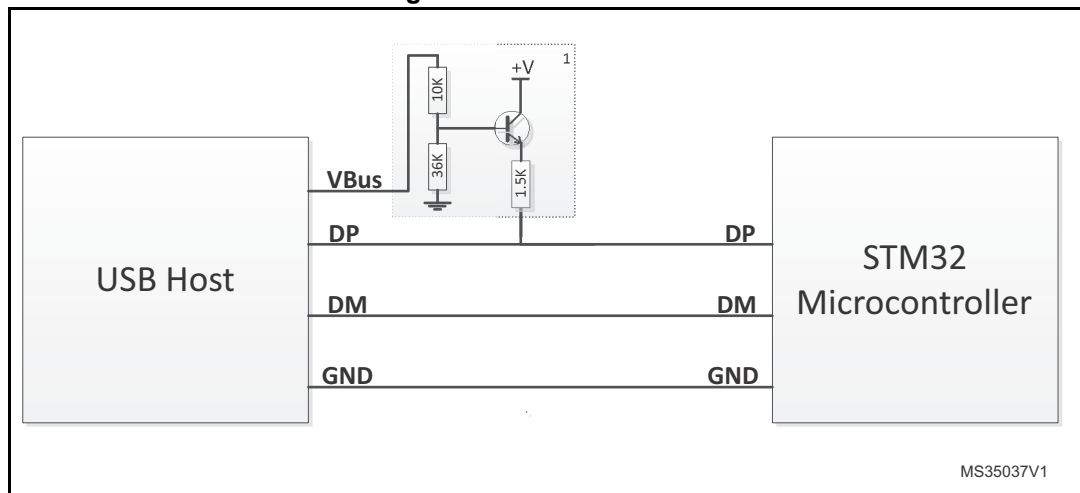 g
1
+V
10K
36K
1.5K
VBus
DP
DP
USB Host
STM32
Microcontroller
DM
DM
GND
GND
MS35037V1